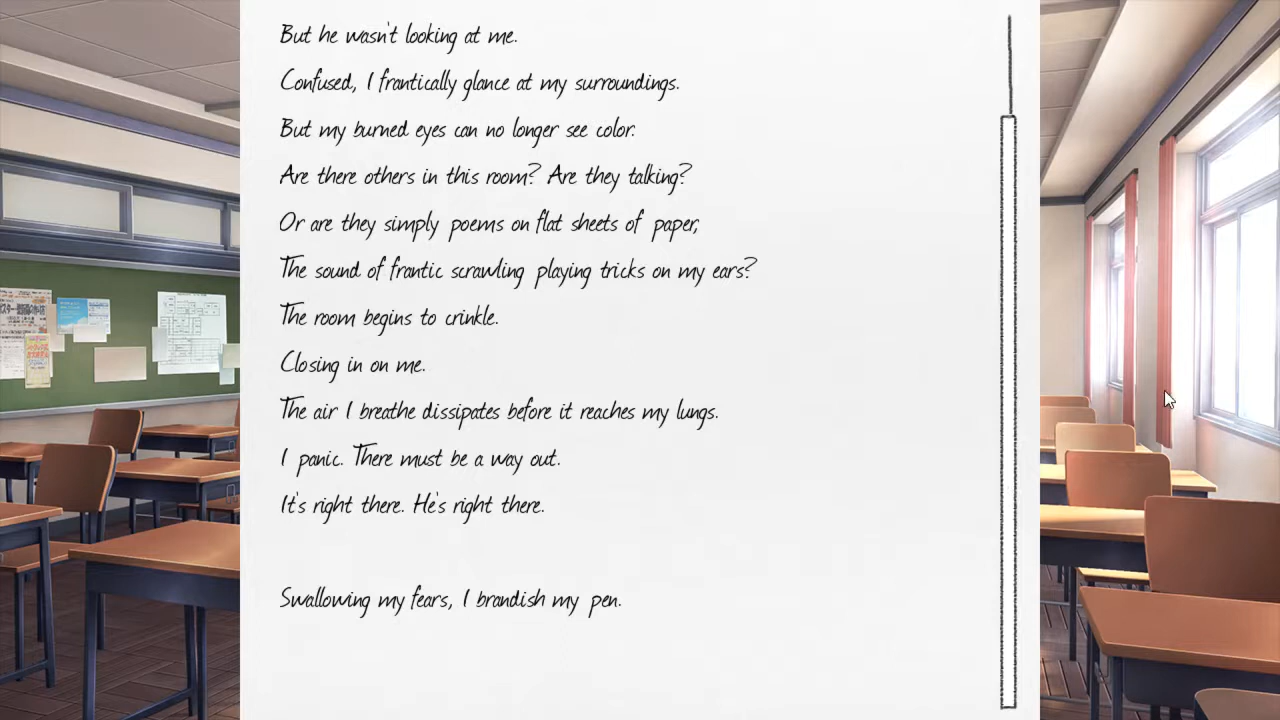 But he wasn't looking at me.
Confused, I frantically glance at my surroundings.
But my burned eyes can no longer see color.
Are there others in this room? Are they talking?
Or are they simply poems on flat sheets of paper,
The sound of frantic scrawling playing tricks on my ears?
The room begins to crinkle.
Closing in on me.
The air I breathe dissipates before it reaches my lungs.
I panic. There must be a way out.
It's right there. He's right there.
Swallowing my fears, I brandish my pen.